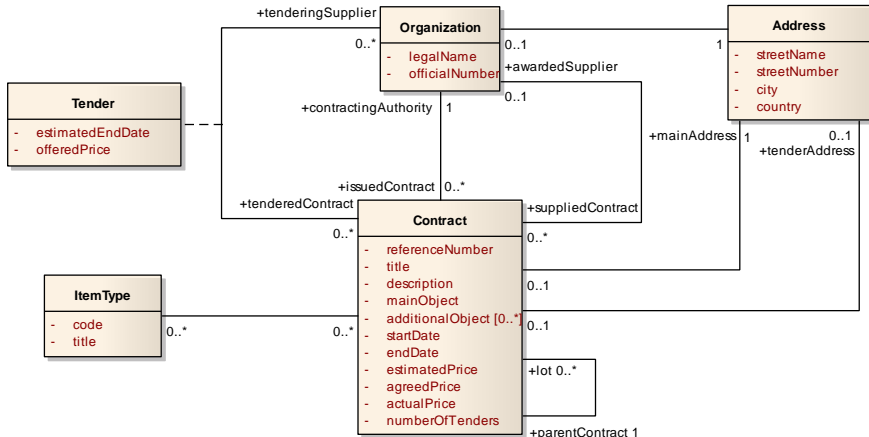 +tenderingSupplier
0..*
Organization
- legalName
- officialNumber
0..1
1
Address
- streetName
- streetNumber
- city
- country
+awardedSupplier
0..1
+contractingAuthority
1
Tender
- estimatedEndDate
- offeredPrice
+mainAddress
1
0..1
+tenderAddress
+issuedContract
0..*
+tenderedContract
0..*
+suppliedContract
0..*
Contract
- referenceNumber
- title
- description
- mainObject
- additionalObject [0..*]
- startDate
- endDate
- estimatedPrice
- agreedPrice
- actualPrice
- numberOfTenders
0..1
0..1
ItemType
- code
- title
0..*
0..*
+lot 0..*
+parentContract 1